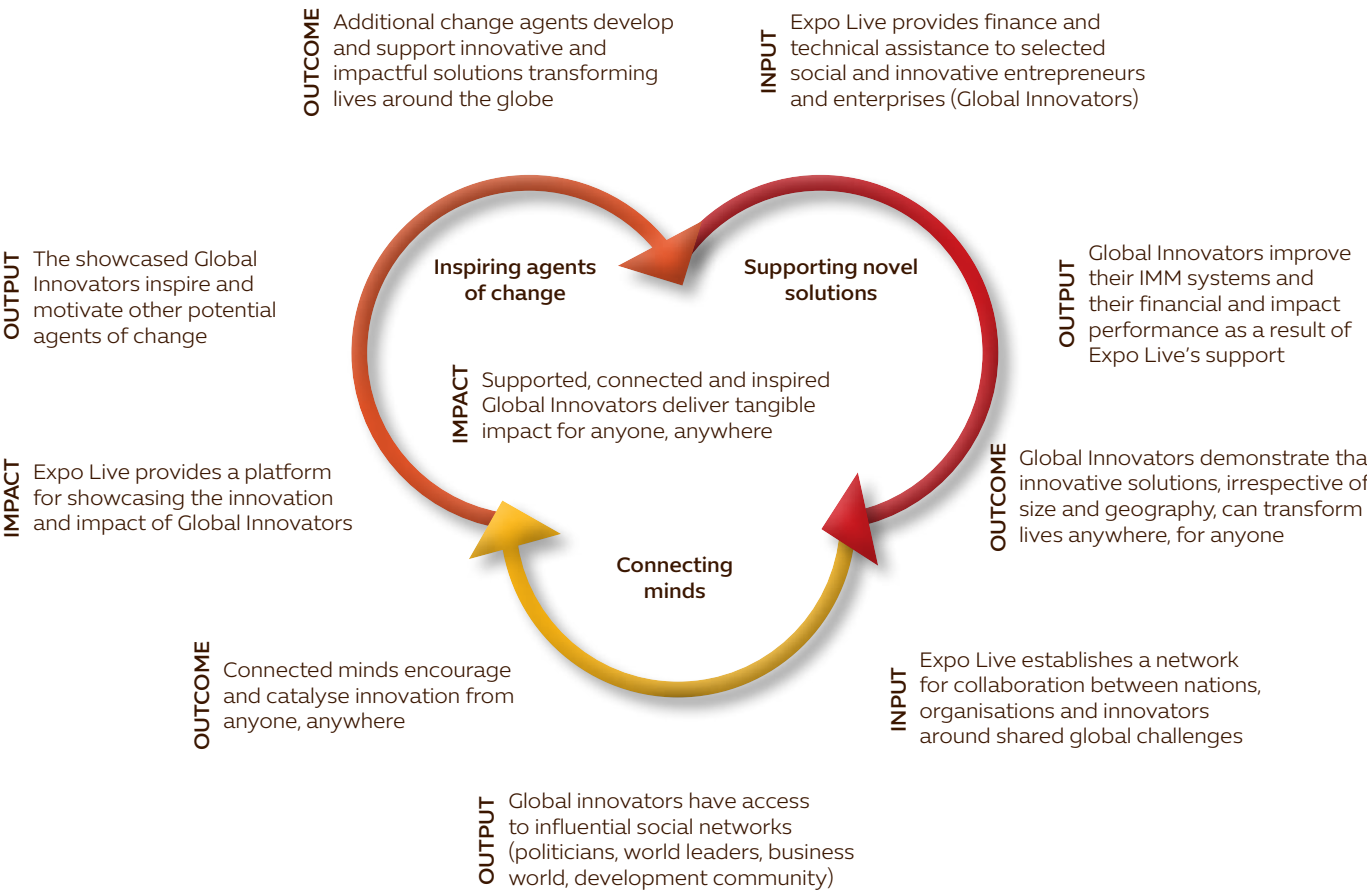 OUTCOME
Additional change agents develop
and support innovative and
impactful solutions transforming
lives around the globe
INPUT
Expo Live provides finance and
technical assistance to selected
social and innovative entrepreneurs
and enterprises (Global Innovators)
OUTPUT
The showcased Global
Innovators inspire and
motivate other potential
agents of change
Inspiring agents
of change
Supporting novel
solutions
OUTPUT
Global Innovators improve
their IMM systems and
their financial and impact
performance as a result of
Expo Live's support
IMPACT
Supported, connected and inspired
Global Innovators deliver tangible
impact for anyone, anywhere
IMPACT
Expo Live provides a platform
for showcasing the innovation
and impact of Global Innovators
OUTCOME
Global Innovators demonstrate tha
innovative solutions, irrespective of
size and geography, can transform
lives anywhere, for anyone
Connecting
minds
OUTCOME
Connected minds encourage
and catalyse innovation from
anyone, anywhere
INPUT
Expo Live establishes a network
for collaboration between nations,
organisations and innovators
around shared global challenges
OUTPUT
Global innovators have access
to influential social networks
(politicians, world leaders, business
world, development community)